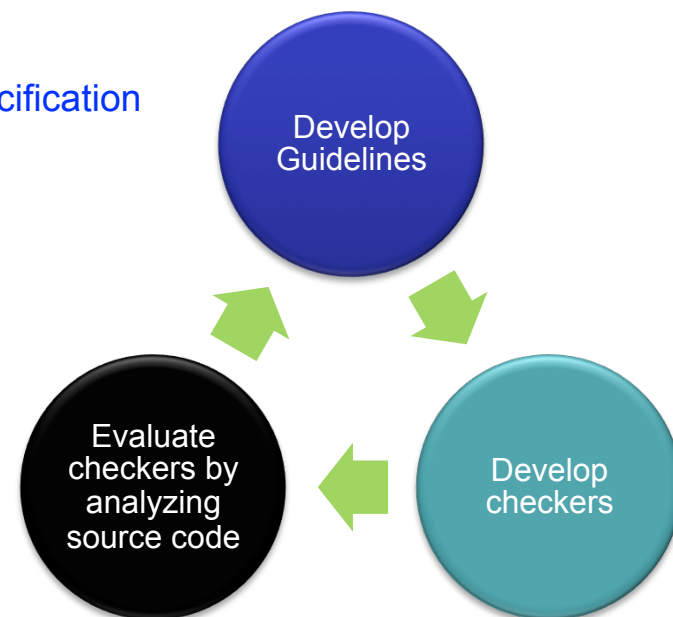 cification
Develop
Guidelines
Evaluate
checkers by
analyzing
source code
Develop
checkers